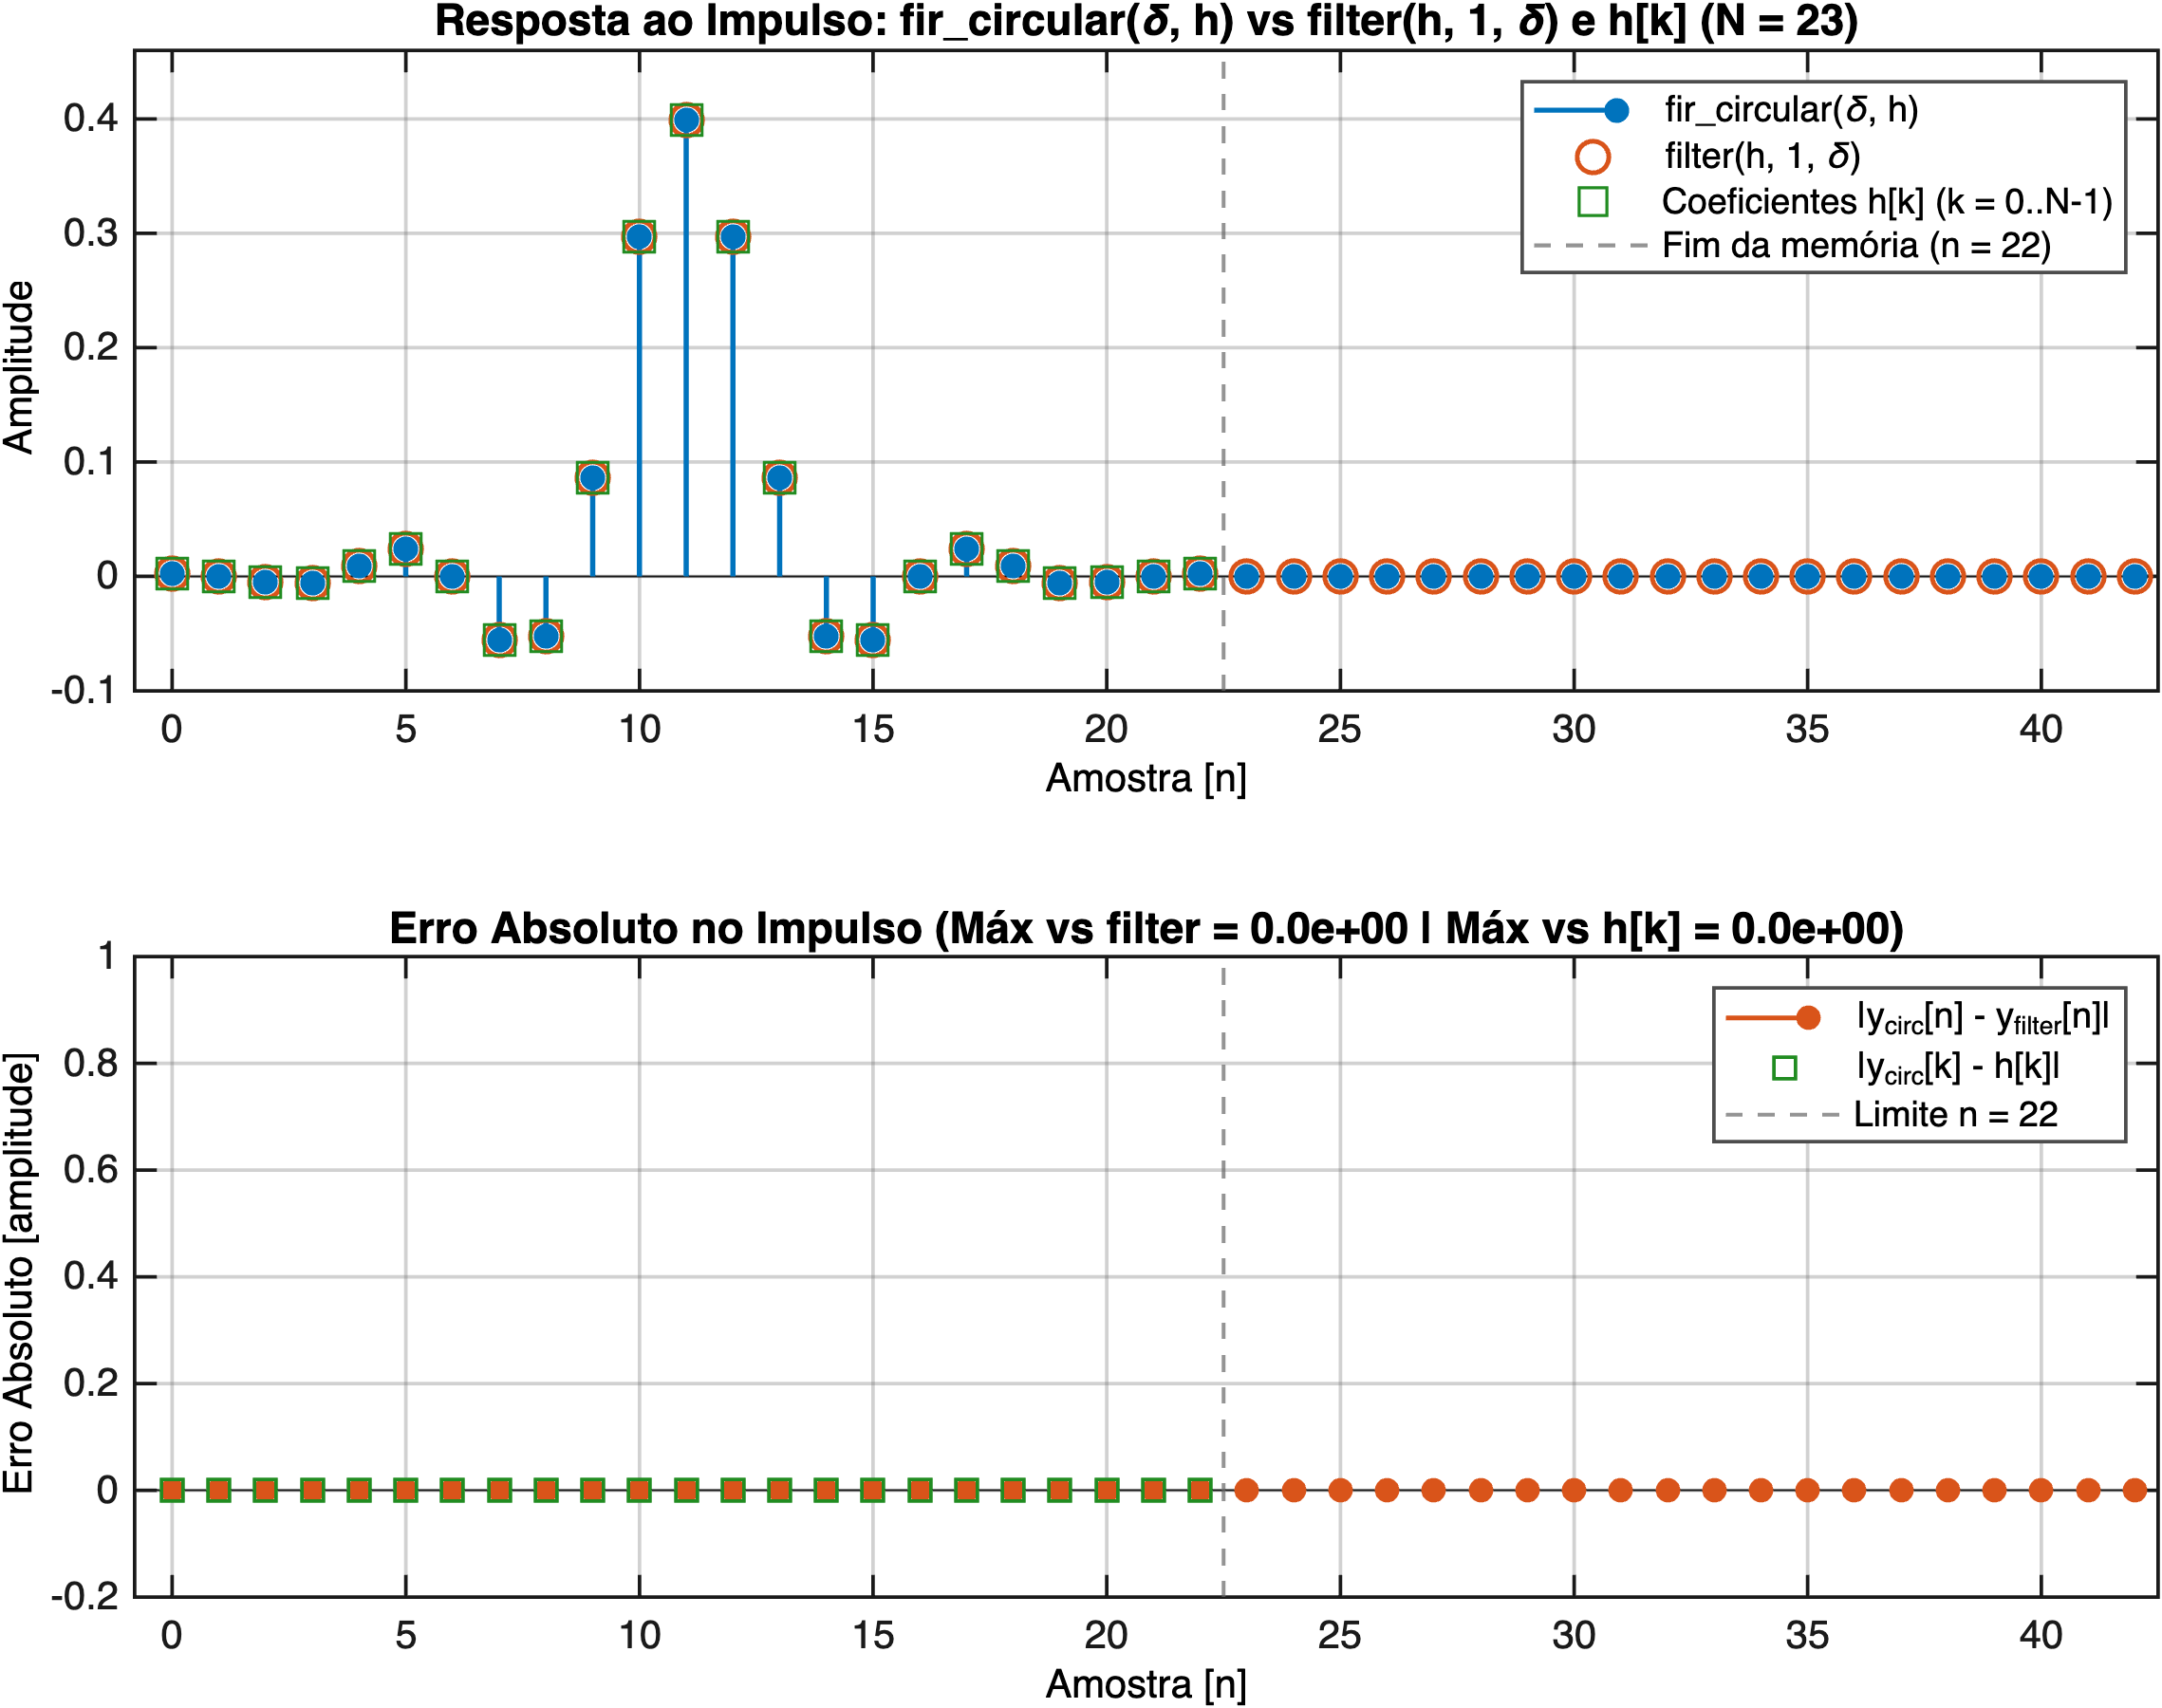 Resposta ao Impulso: fir_circular(δ, h) vs filter(h, 1, δ) e h[k] (N = 23)
fir_circular(δ, h)
filter(h, 1, δ)
Coeficientes h[k] (k = 0..N-1)
Fim da memória (n = 22)
Amplitude
0.4
0.3
0.2
0.1
0
-0.1
0 5 10 15 20 25 30 35 40
Amostra [n]
Erro Absoluto no Impulso (Máx vs filter = 0.0e+00 | Máx vs h[k] = 0.0e+00)
|ycirc[n] - yfilter[n]|
|ycirc[k] - h[k]|
Limite n = 22
Erro Absoluto [amplitude]
1
0.8
0.6
0.4
0.2
0
-0.2
0 5 10 15 20 25 30 35 40
Amostra [n]